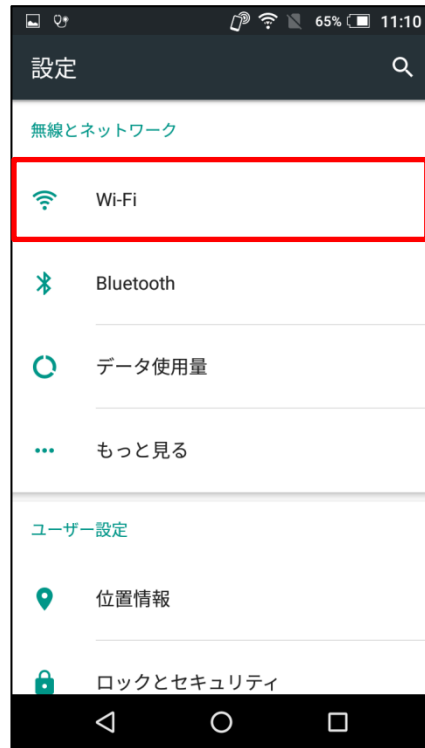 65% 11:10
設定
無線とネットワーク
Wi-Fi
Bluetooth
データ使用量
もっと見る
ユーザー設定
位置情報
ロックとセキュリティ